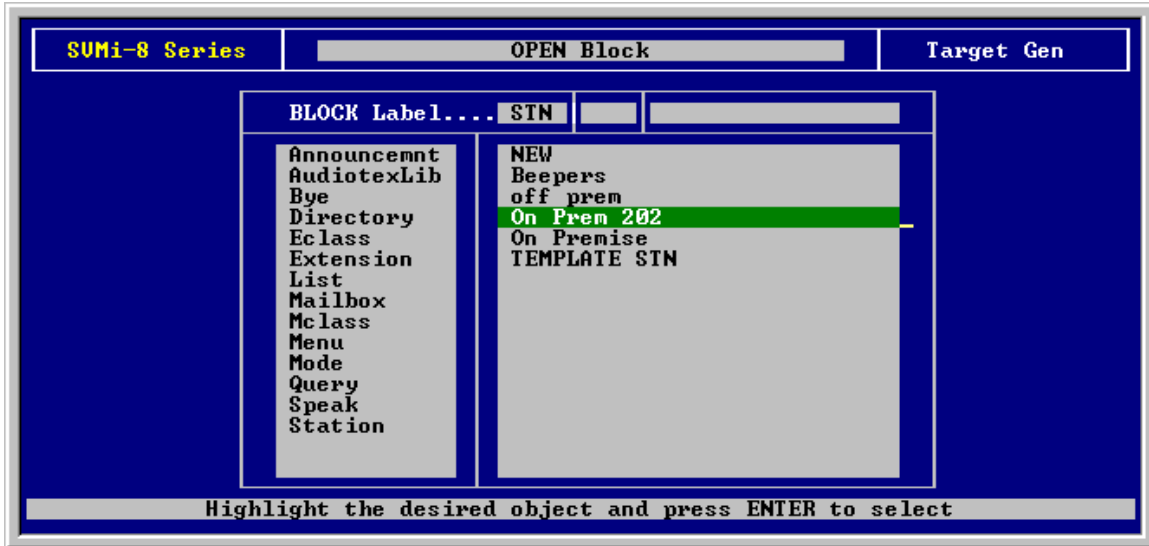 SVMi-8 Series OPEN Block Target Gen
BLOCK Label.... STN
Announcemnt
AudiotexLib
Bye
Directory
Eclass
Extension
List
Mailbox
Mclass
Menu
Mode
Query
Speak
Station
NEW
Beepers
off prem
On Prem 202
On Premise
TEMPLATE STN
Highlight the desired object and press ENTER to select